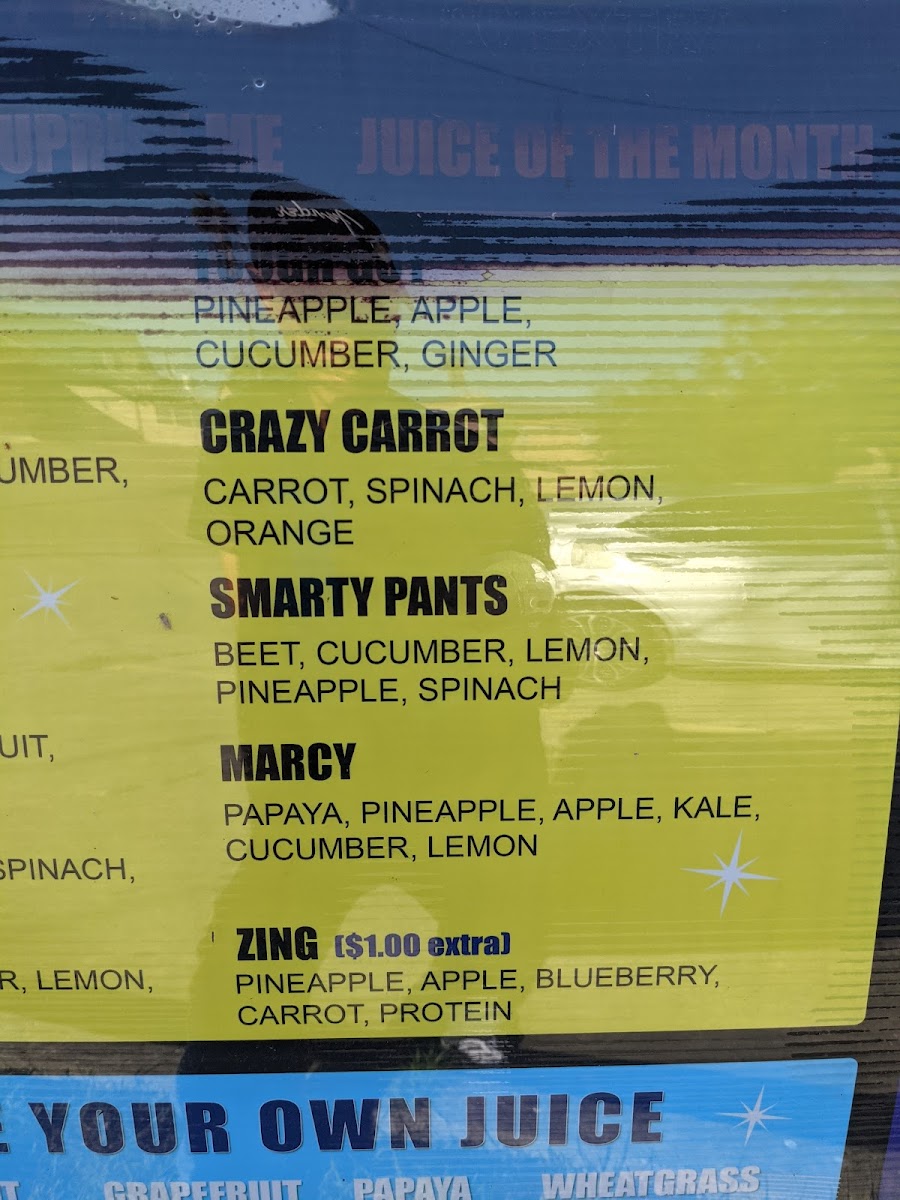 JUICE OF THE MONTH
PINEAPPLE, APPLE,
CUCUMBER, GINGER
CRAZY CARROT
CARROT, SPINACH, LEMON,
ORANGE
SMARTY PANTS
BEET, CUCUMBER, LEMON,
PINEAPPLE, SPINACH
MARCY
PAPAYA, PINEAPPLE, APPLE, KALE,
CUCUMBER, LEMON
ZING ($1.00 extra)
PINEAPPLE, APPLE, BLUEBERRY,
CARROT, PROTEIN
UMBER,
UIT,
SPINACH,
R, LEMON,
E YOUR OWN JUICE
GRAPEFRUIT PAPAYA WHEATGRASS